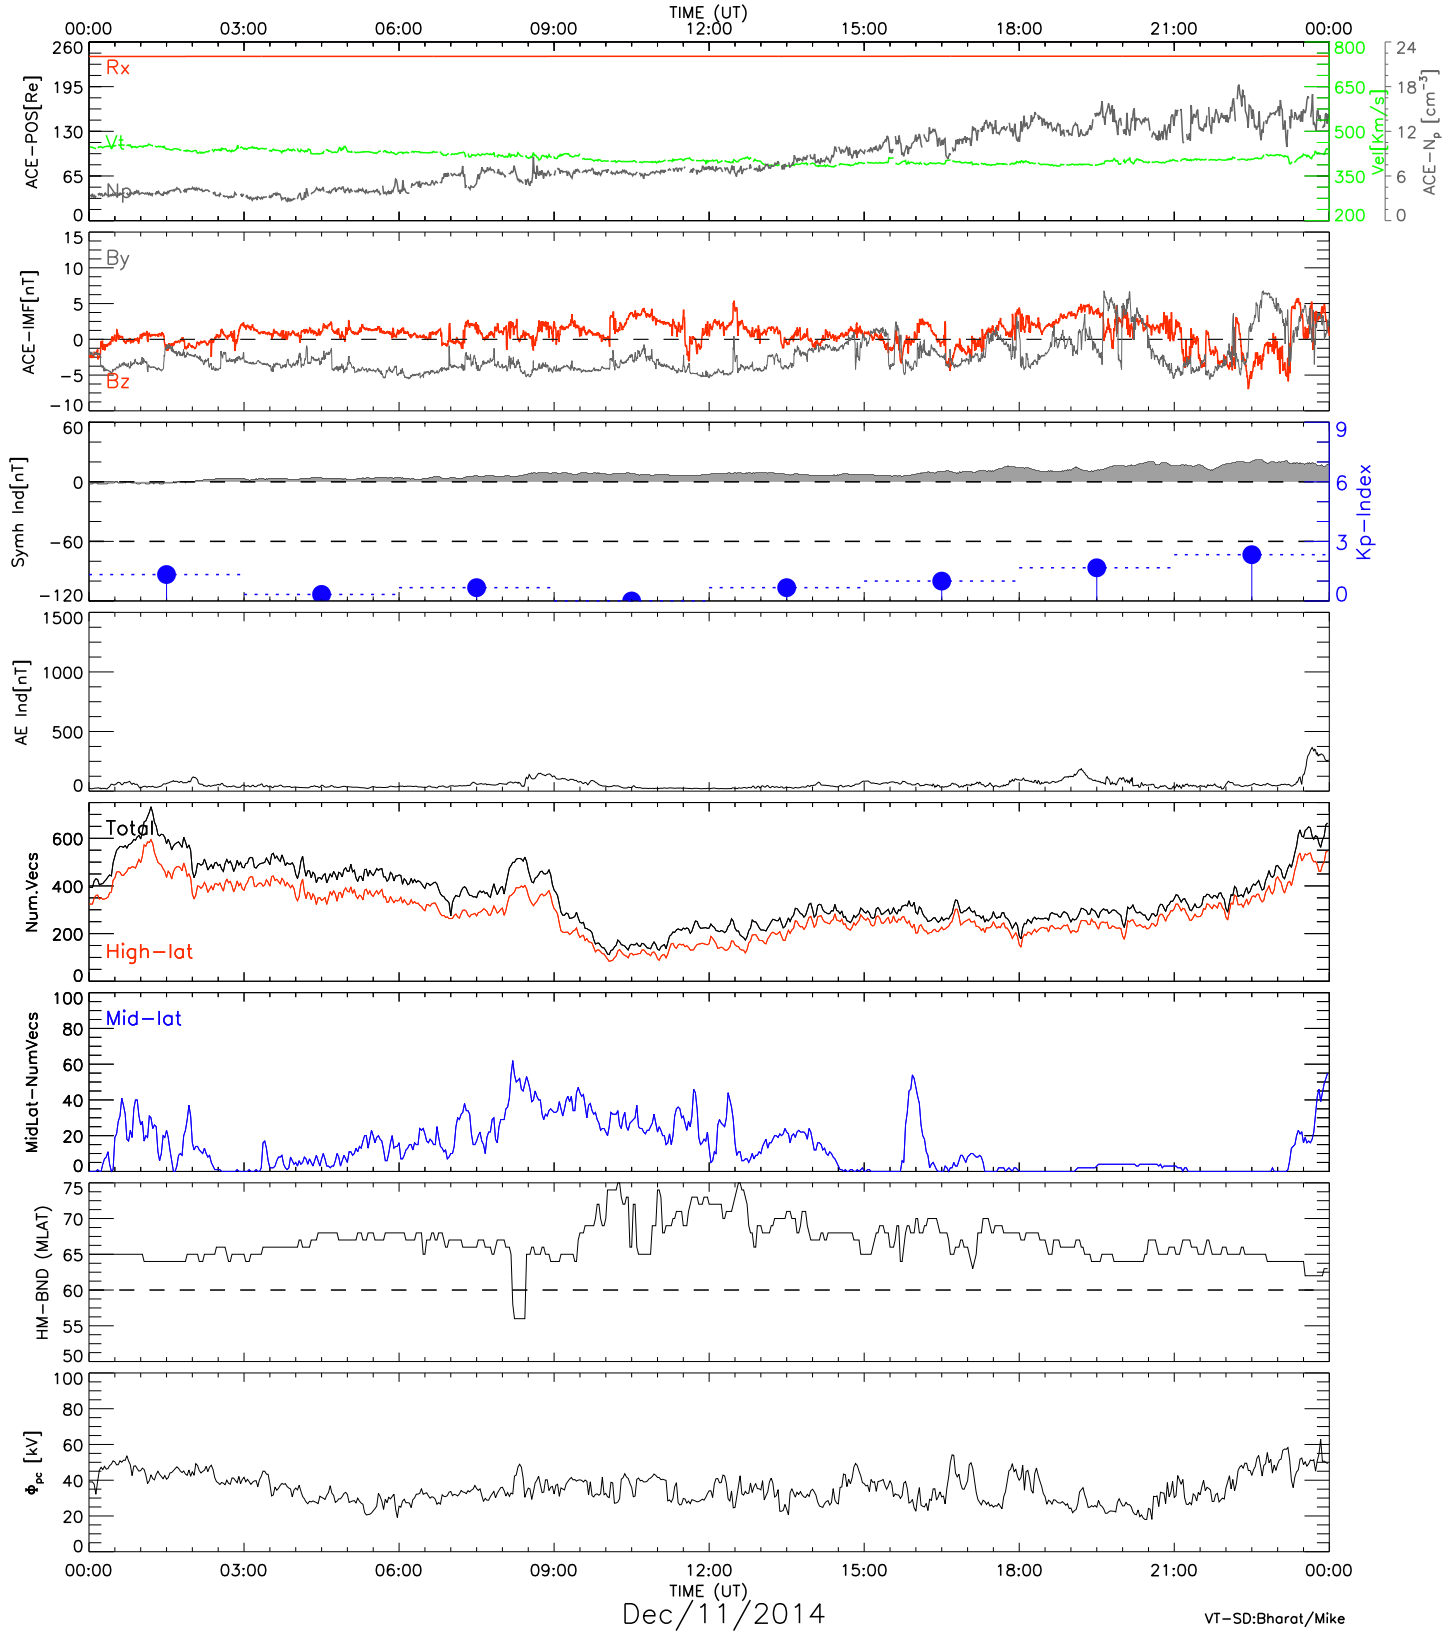 TIME (UT)
00:00 03:00 06:00 09:00 12:00 15:00 18:00 21:00 00:00
ACE-POS[Re]
260
195
130
65
0
Rx
Vt
Np
800
650
500
350
200
Vel[Km/s]
24
18
12
6
0
ACE-Np [cm-3]
ACE-IMF[nT]
15
10
5
0
-5
-10
By
Bz
Symh Ind[nT]
60
0
-60
-120
9
6
3
0
Kp-Index
AE Ind[nT]
1500
1000
500
0
Num.Vecs
600
400
200
0
Total
High-lat
MidLat-NumVecs
100
80
60
40
20
0
Mid-lat
HM-BND (MLAT)
75
70
65
60
55
50
Φpc [kV]
100
80
60
40
20
0
00:00 03:00 06:00 09:00 12:00 15:00 18:00 21:00 00:00
TIME (UT)
Dec/11/2014
VT-SD:Bharat/Mike